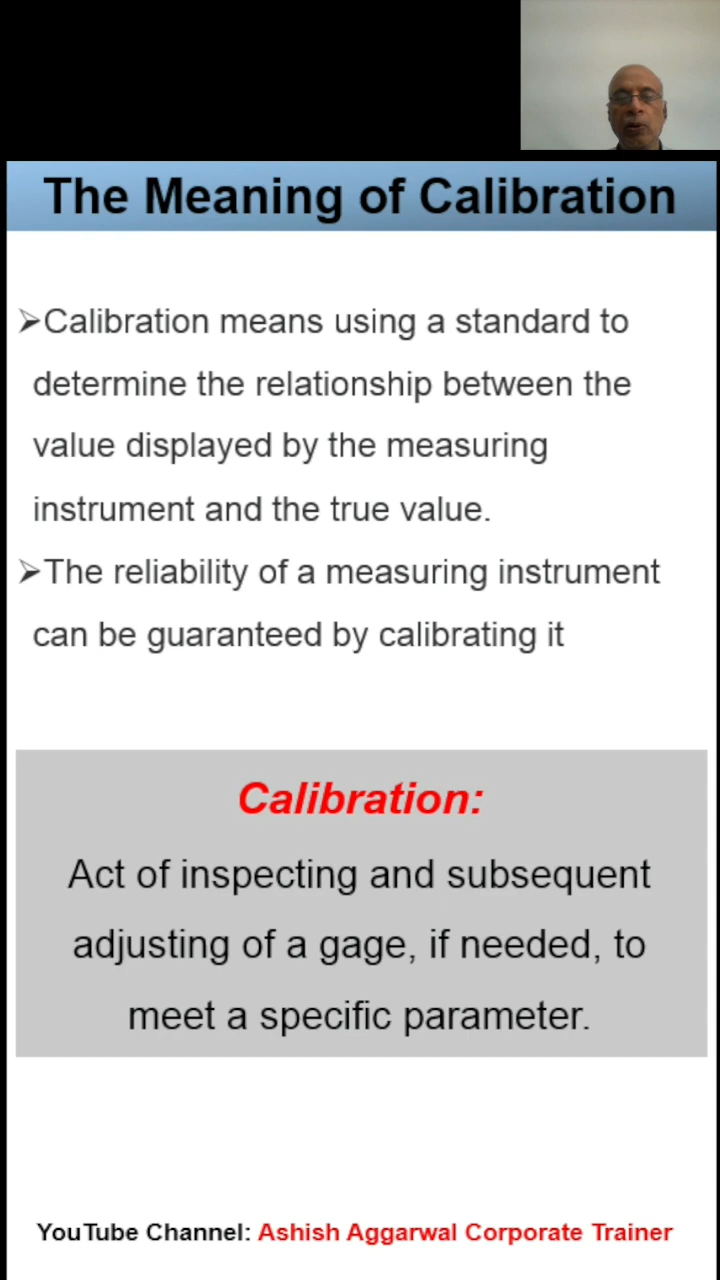 The Meaning of Calibration
➢Calibration means using a standard to
determine the relationship between the
value displayed by the measuring
instrument and the true value.
➢The reliability of a measuring instrument
can be guaranteed by calibrating it
Calibration:
Act of inspecting and subsequent
adjusting of a gage, if needed, to
meet a specific parameter.
YouTube Channel: Ashish Aggarwal Corporate Trainer